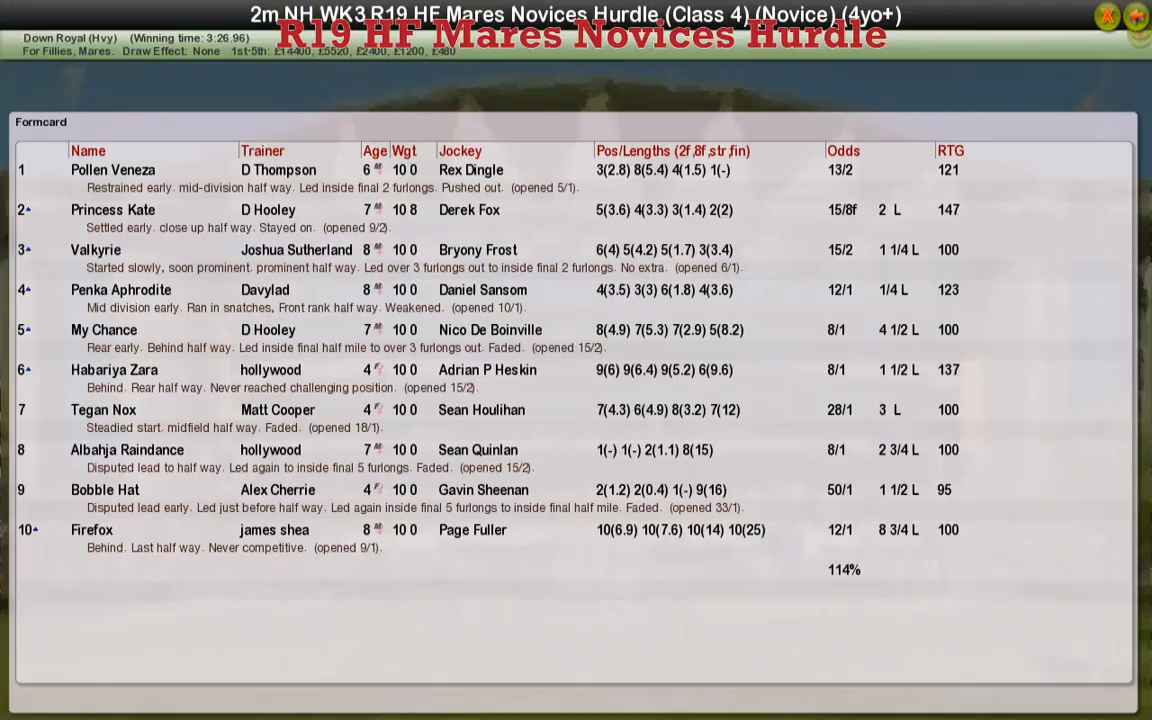 2m NH WK3 R19 HF Mares Novices Hurdle (Class 4) (Novice) (4yo+)
R19 HF Mares Novices Hurdle
Down Royal (Hvy) (Winning time: 3:26.96)
For Fillies, Mares. Draw Effect: None 1st-5th: £14400, £5520, £2400, £1200, £480
Formcard
Name Trainer Age Wgt Jockey Pos/Lengths (2f,8f,str,fin) Odds RTG
1 Pollen Veneza D Thompson 6 M 10 0 Rex Dingle 3(2.8) 8(5.4) 4(1.5) 1(-) 13/2 121
Restrained early. mid-division half way. Led inside final 2 furlongs. Pushed out. (opened 5/1).
2 Princess Kate D Hooley 7 M 10 8 Derek Fox 5(3.6) 4(3.3) 3(1.4) 2(2) 15/8f 2 L 147
Settled early. close up half way. Stayed on. (opened 9/2).
3 Valkyrie Joshua Sutherland 8 M 10 0 Bryony Frost 6(4) 5(4.2) 5(1.7) 3(3.4) 15/2 1 1/4 L 100
Started slowly, soon prominent. prominent half way. Led over 3 furlongs out to inside final 2 furlongs. No extra. (opened 6/1).
4 Penka Aphrodite Davylad 8 M 10 0 Daniel Sansom 4(3.5) 3(3) 6(1.8) 4(3.6) 12/1 1/4 L 123
Mid division early. Ran in snatches, Front rank half way. Weakened. (opened 10/1).
5 My Chance D Hooley 7 M 10 0 Nico De Boinville 8(4.9) 7(5.3) 7(2.9) 5(8.2) 8/1 4 1/2 L 100
Rear early. Behind half way. Led inside final half mile to over 3 furlongs out. Faded. (opened 15/2).
6 Habariya Zara hollywood 4 F 10 0 Adrian P Heskin 9(6) 9(6.4) 9(5.2) 6(9.6) 8/1 1 1/2 L 137
Behind. Rear half way. Never reached challenging position. (opened 15/2).
7 Tegan Nox Matt Cooper 4 F 10 0 Sean Houlihan 7(4.3) 6(4.9) 8(3.2) 7(12) 28/1 3 L 100
Steadied start. midfield half way. Faded. (opened 18/1).
8 Albahja Raindance hollywood 7 M 10 0 Sean Quinlan 1(-) 1(-) 2(1.1) 8(15) 8/1 2 3/4 L 100
Disputed lead to half way. Led again to inside final 5 furlongs. Faded. (opened 15/2).
9 Bobble Hat Alex Cherrie 4 F 10 0 Gavin Sheenan 2(1.2) 2(0.4) 1(-) 9(16) 50/1 1 1/2 L 95
Disputed lead early. Led just before half way. Led again inside final 5 furlongs to inside final half mile. Faded. (opened 33/1).
10 Firefox james shea 8 M 10 0 Page Fuller 10(6.9) 10(7.6) 10(14) 10(25) 12/1 8 3/4 L 100
Behind. Last half way. Never competitive. (opened 9/1).
114%